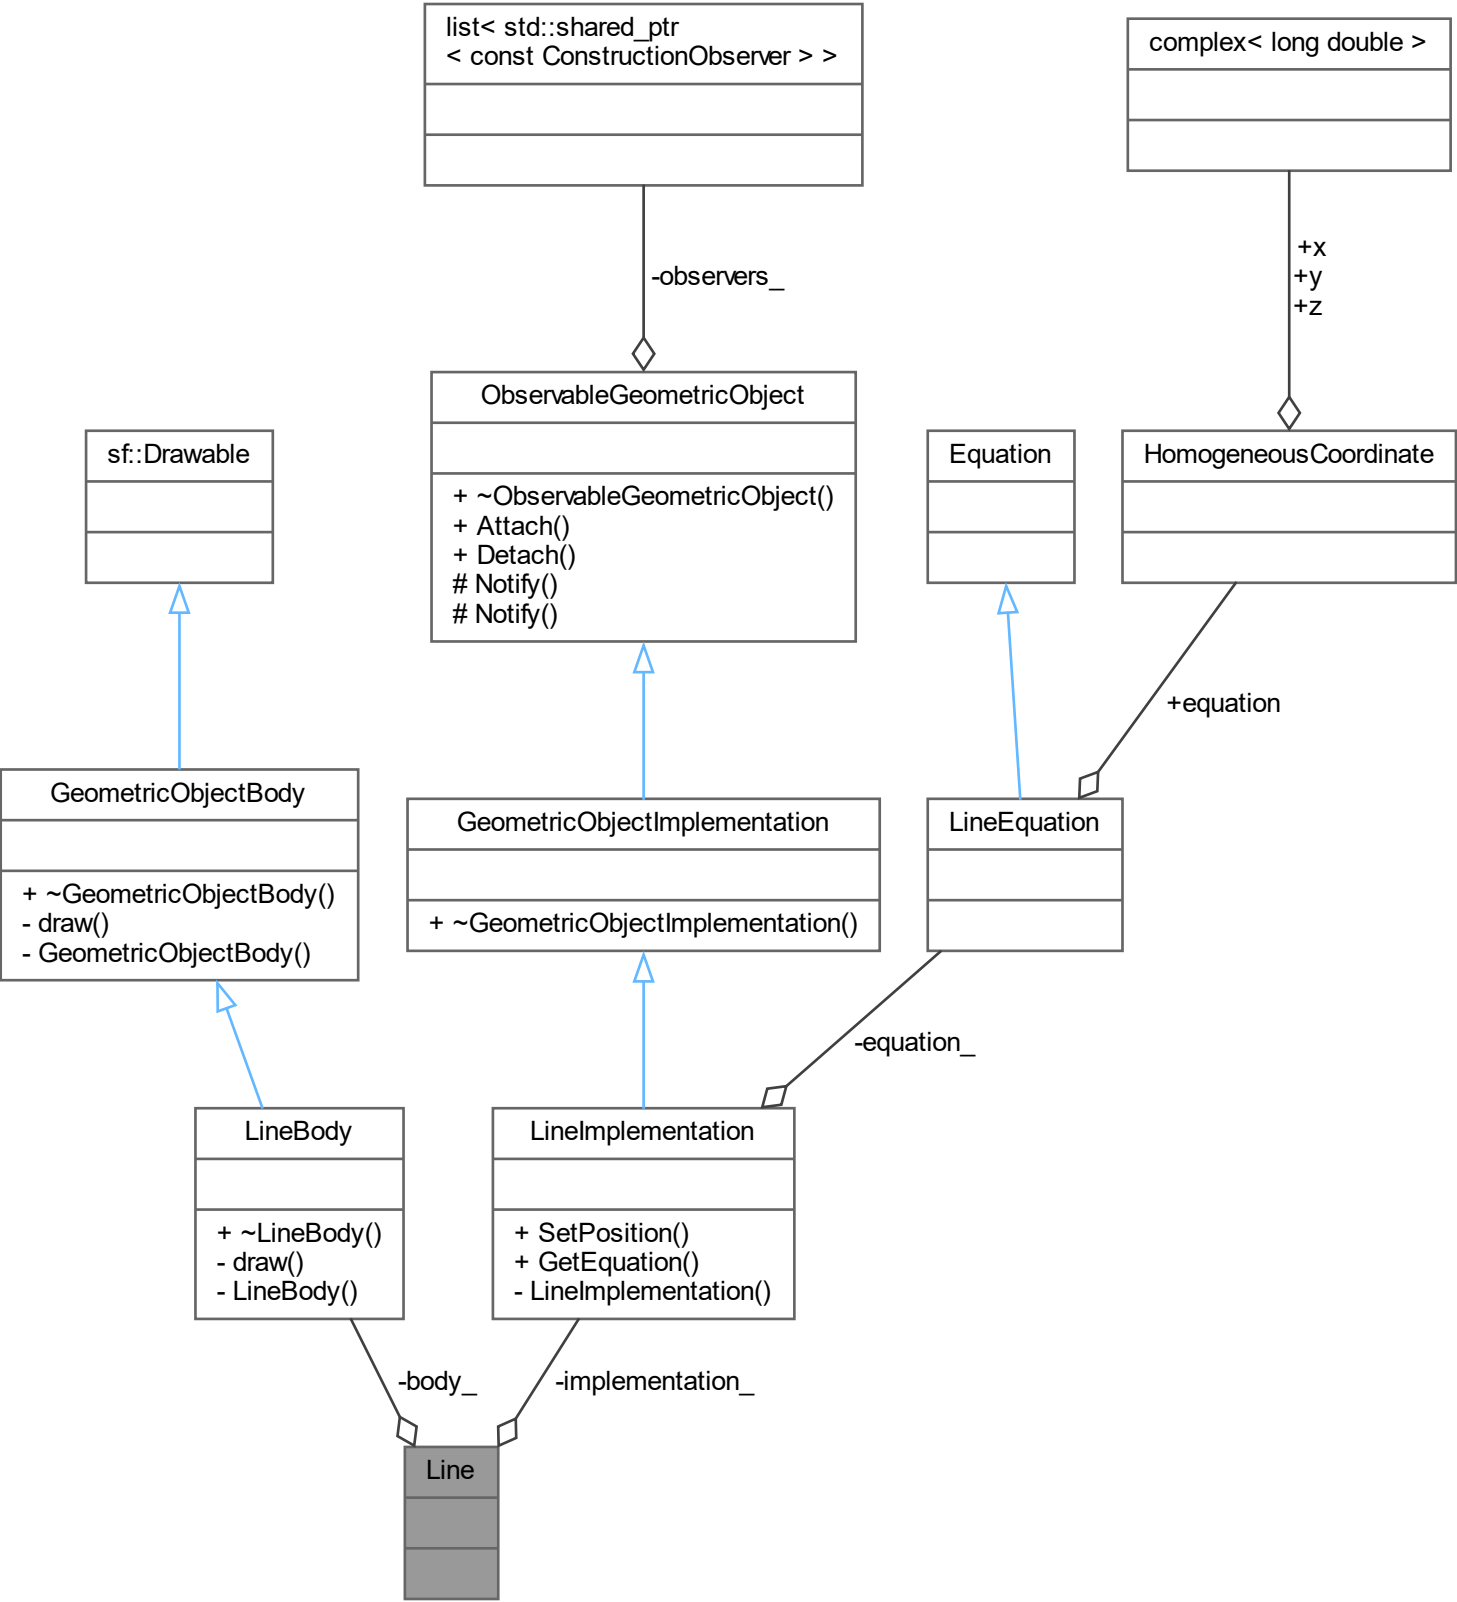 list< std::shared_ptr
< const ConstructionObserver > >
complex< long double >
+x
+y
+z
-observers_
ObservableGeometricObject
+ ~ObservableGeometricObject()
+ Attach()
+ Detach()
# Notify()
# Notify()
sf::Drawable
Equation
HomogeneousCoordinate
+equation
GeometricObjectBody
+ ~GeometricObjectBody()
- draw()
- GeometricObjectBody()
GeometricObjectImplementation
+ ~GeometricObjectImplementation()
LineEquation
-equation_
LineBody
+ ~LineBody()
- draw()
- LineBody()
LineImplementation
+ SetPosition()
+ GetEquation()
- LineImplementation()
-body_
-implementation_
Line